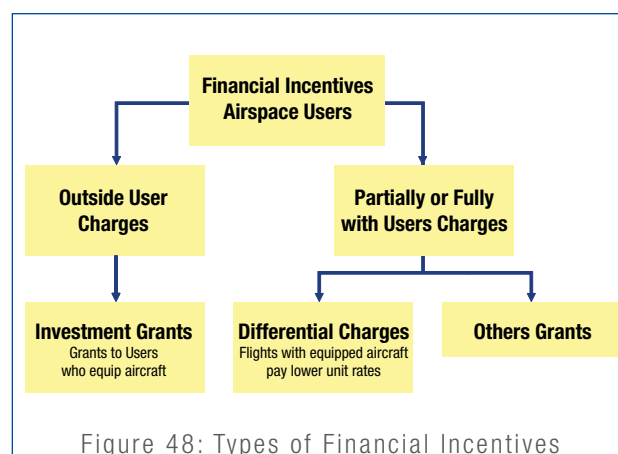 Financial Incentives
Airspace Users
Outside User
Charges
Partially or Fully
with Users Charges
Investment Grants
Grants to Users
who equip aircraft
Differential Charges
Flights with equipped aircraft
pay lower unit rates
Others Grants
Figure 48: Types of Financial Incentives